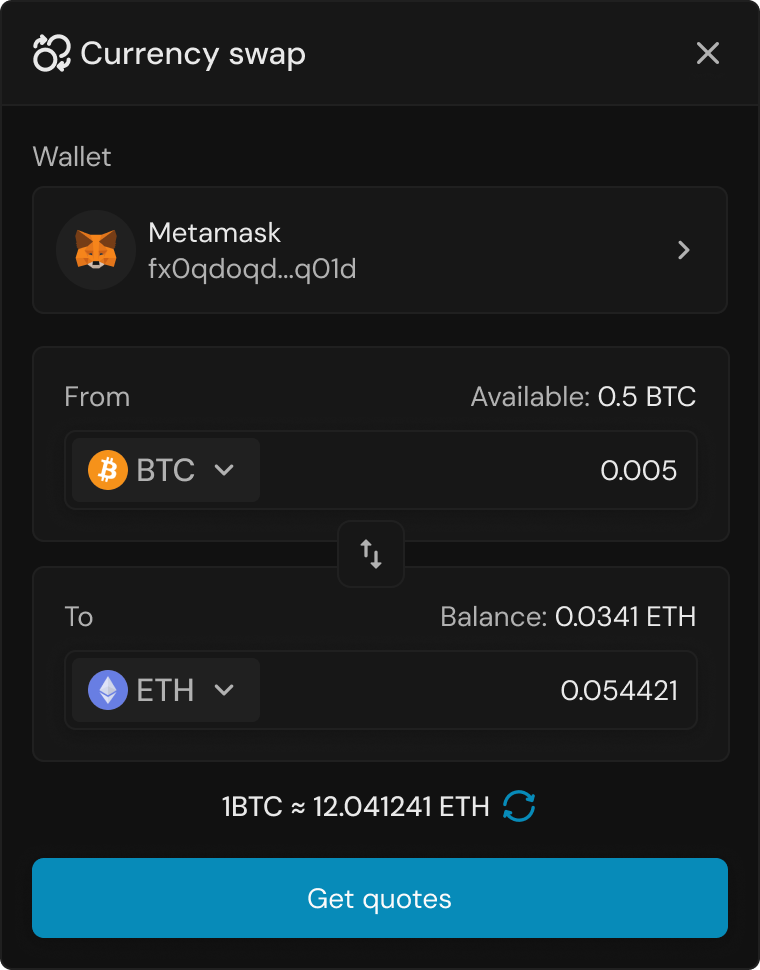 Currency swap
Wallet
Metamask
fx0qdoqd...q01d
From
Available: 0.5 BTC
BTC
0.005
To
Balance: 0.0341 ETH
ETH
0.054421
1BTC ≈ 12.041241 ETH
Get quotes